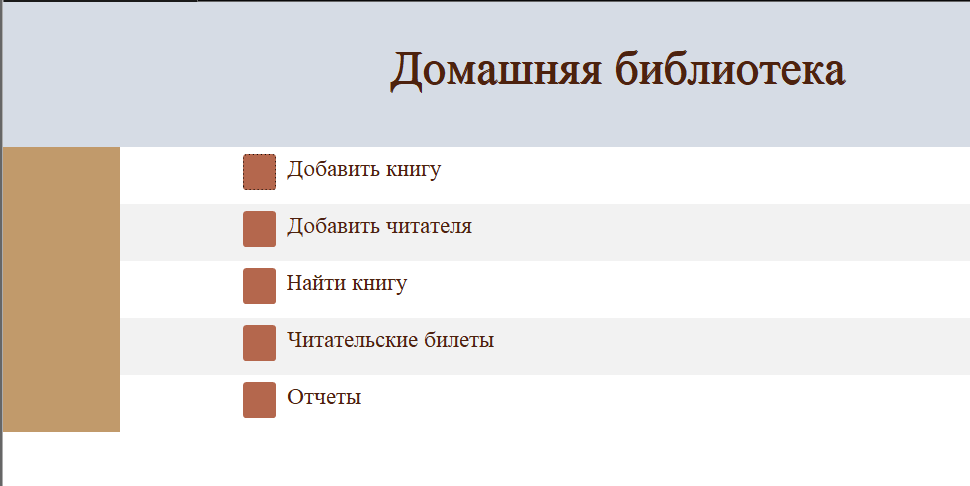 Домашняя библиотека
Добавить книгу
Добавить читателя
Найти книгу
Читательские билеты
Отчеты